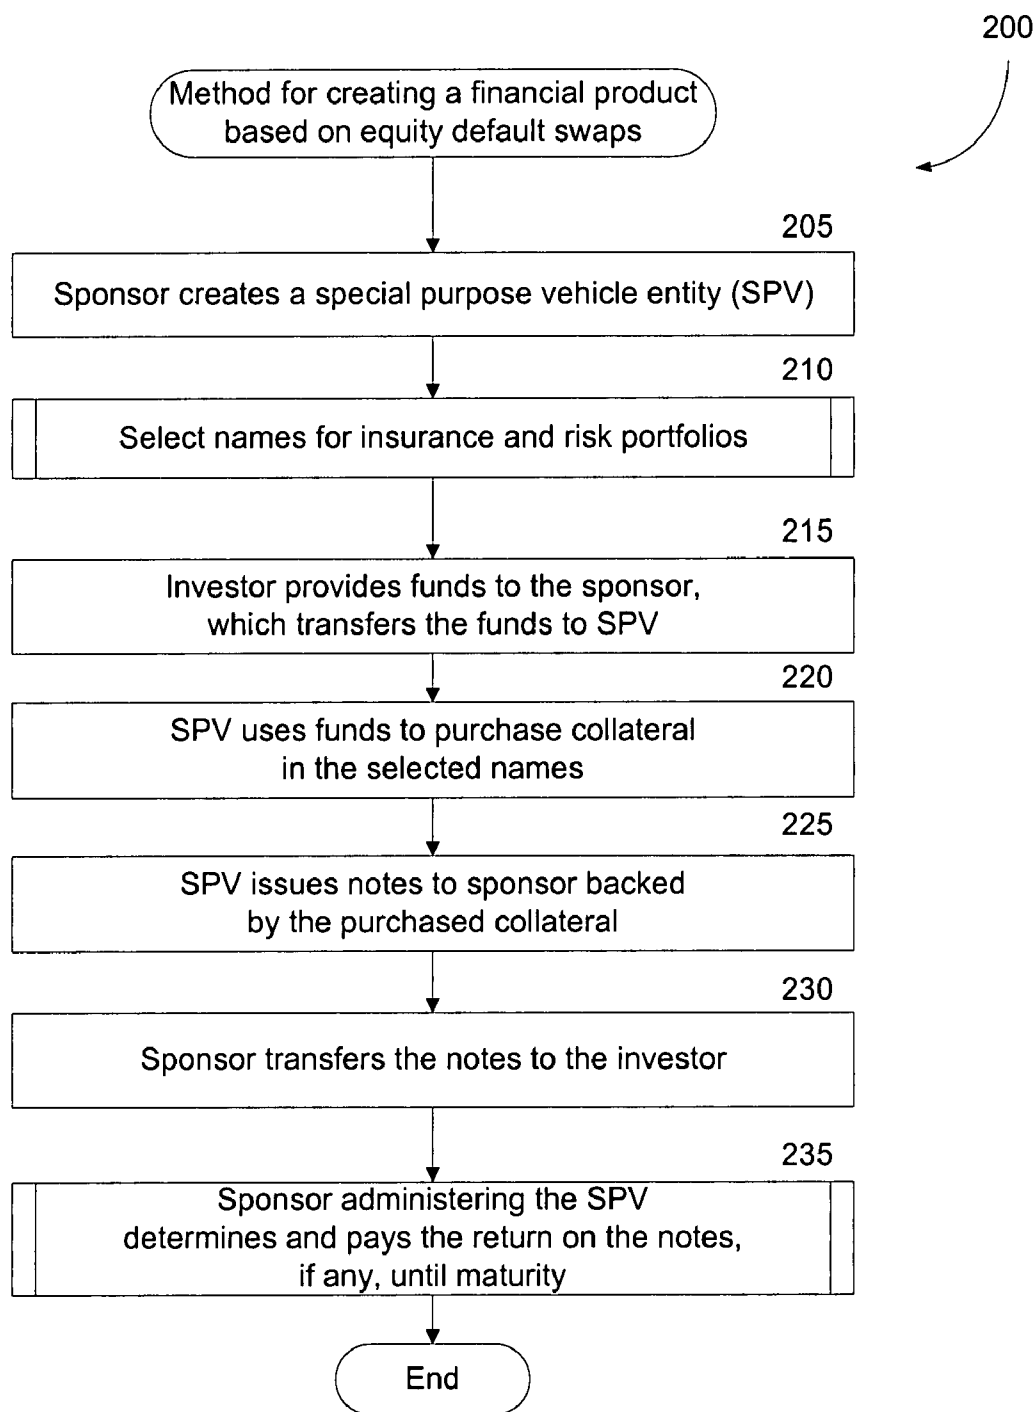 200
Method for creating a financial product
based on equity default swaps
205
Sponsor creates a special purpose vehicle entity (SPV)
210
Select names for insurance and risk portfolios
215
Investor provides funds to the sponsor,
which transfers the funds to SPV
220
SPV uses funds to purchase collateral
in the selected names
225
SPV issues notes to sponsor backed
by the purchased collateral
230
Sponsor transfers the notes to the investor
235
Sponsor administering the SPV
determines and pays the return on the notes,
if any, until maturity
End